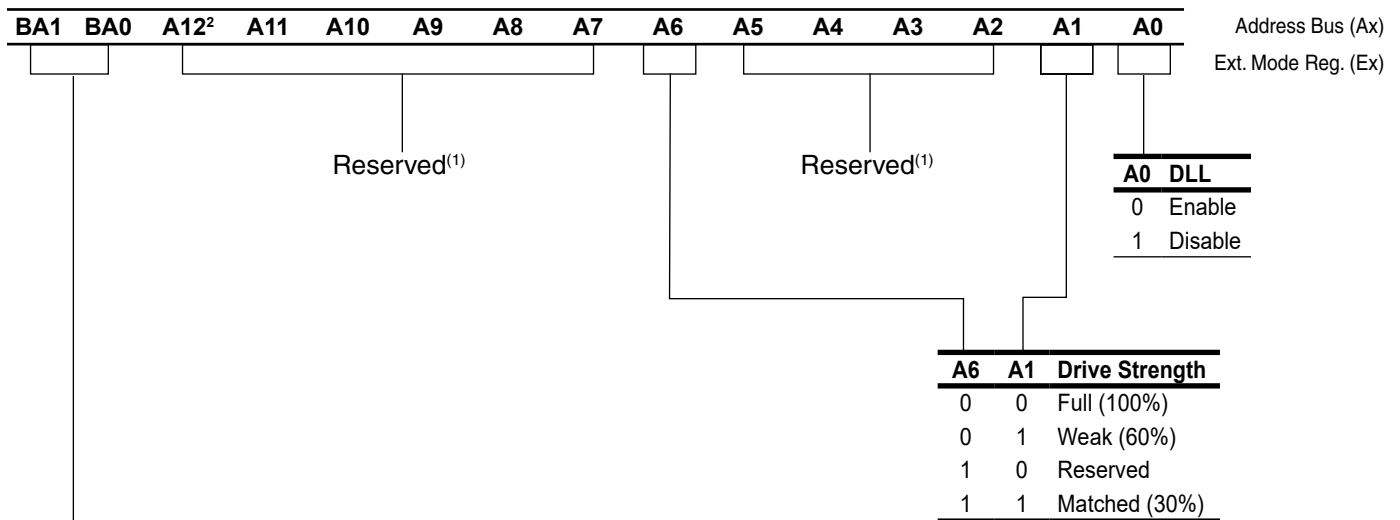 BA1 BA0 A12² A11 A10 A9 A8 A7 A6 A5 A4 A3 A2 A1 A0 Address Bus (Ax)
Ext. Mode Reg. (Ex)
Reserved⁽¹⁾ Reserved⁽¹⁾
A0 DLL
0 Enable
1 Disable
A6 A1 Drive Strength
0 0 Full (100%)
0 1 Weak (60%)
1 0 Reserved
1 1 Matched (30%)